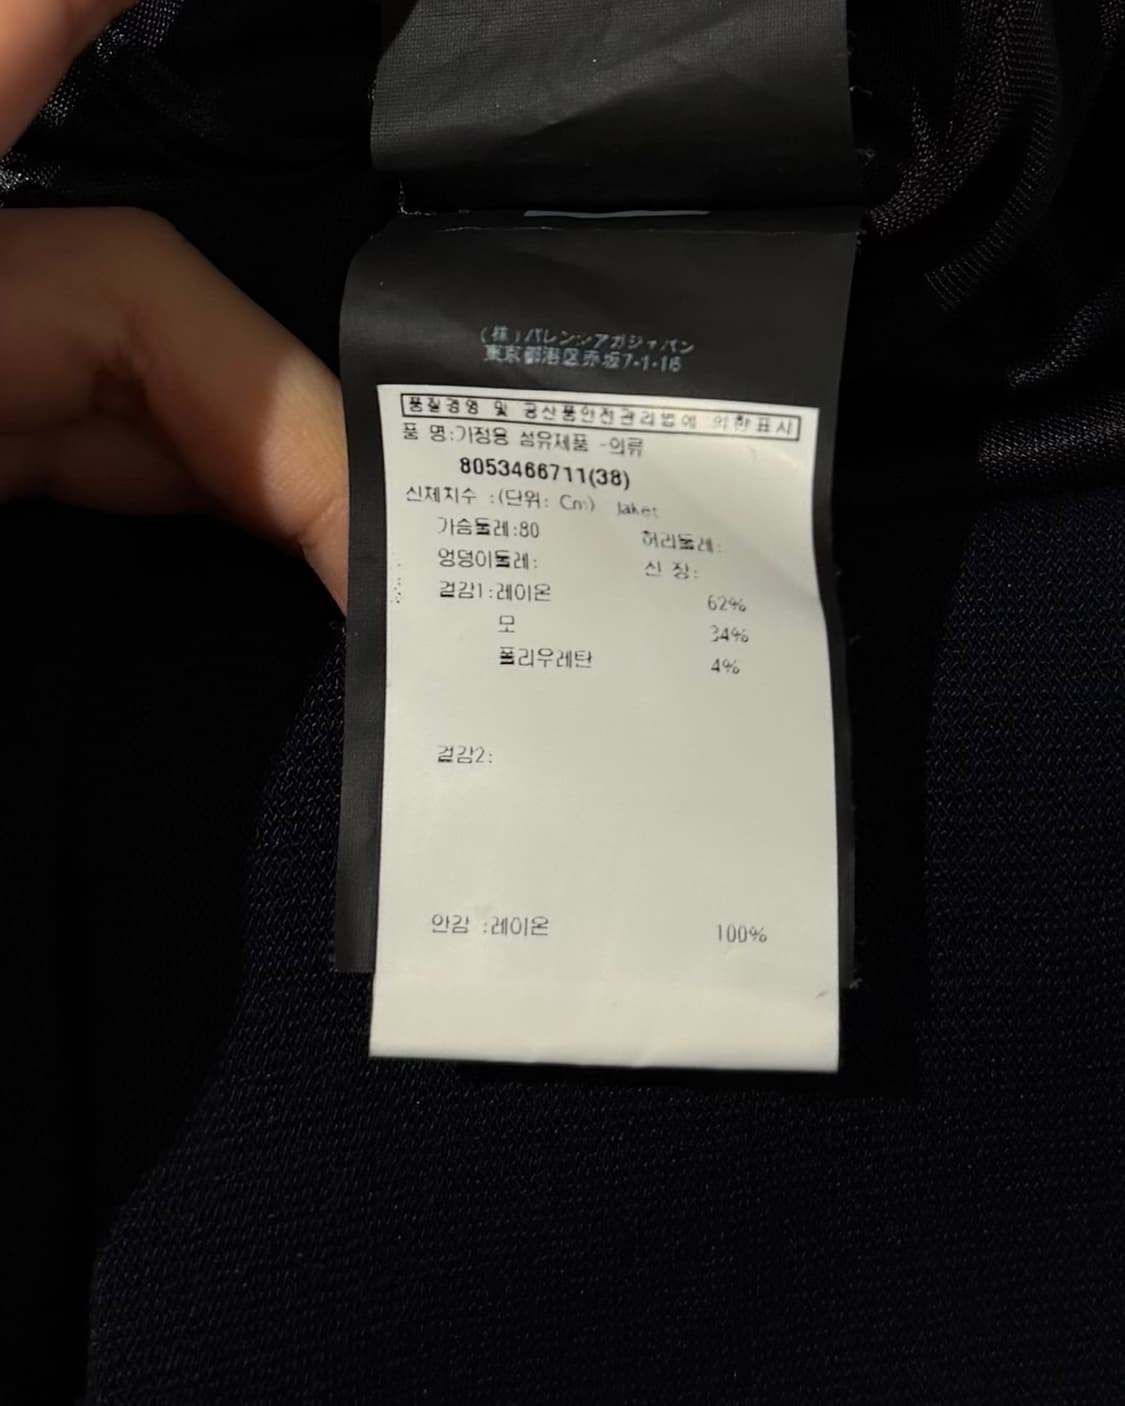 (株)バレンシアガジャパン
東京都港区赤坂7-1-16
품질경영 및 공산품안전관리법에 의한표시
품 명:가정용 섬유제품 -의류
8053466711(38)
신체치수 :(단위: Cm) Jaket
가슴둘레:80 허리둘레:
엉덩이둘레: 신 장:
겉감1:레이온 62%
모 34%
폴리우레탄 4%
겉감2:
안감 :레이온 100%